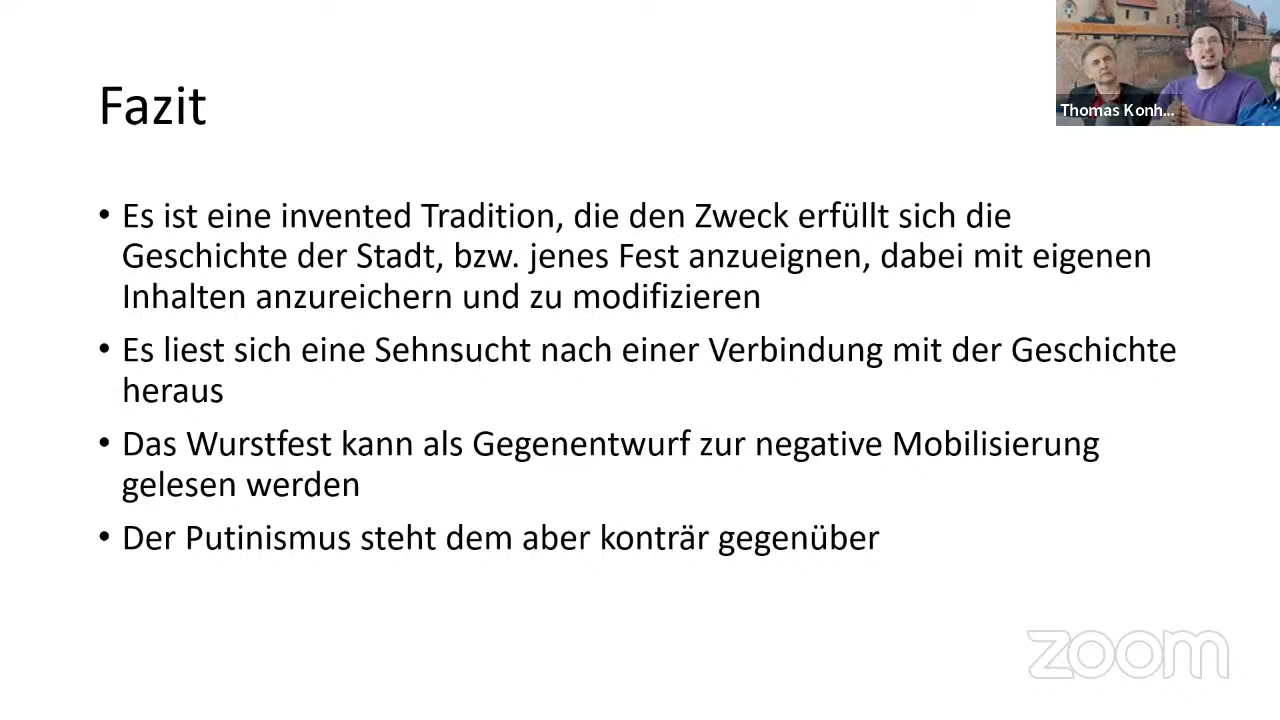 Fazit
Thomas Konh...
• Es ist eine invented Tradition, die den Zweck erfüllt sich die
Geschichte der Stadt, bzw. jenes Fest anzueignen, dabei mit eigenen
Inhalten anzureichern und zu modifizieren
• Es liest sich eine Sehnsucht nach einer Verbindung mit der Geschichte
heraus
• Das Wurstfest kann als Gegenentwurf zur negative Mobilisierung
gelesen werden
• Der Putinismus steht dem aber konträr gegenüber
zoom